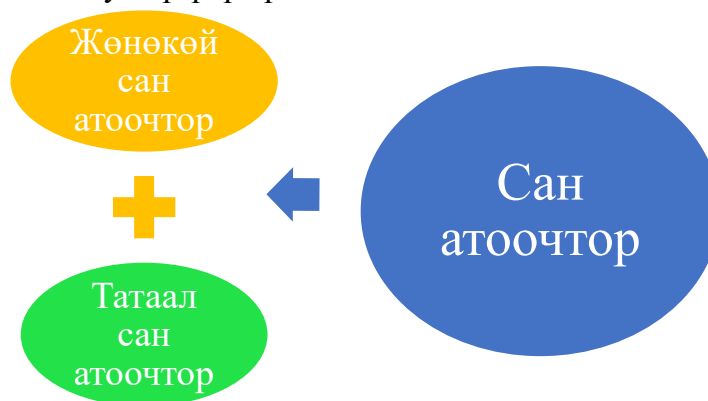 Жөнөкөй
сан
атоочтор
Сан
атоочтор
Татаал
сан
атоочтор